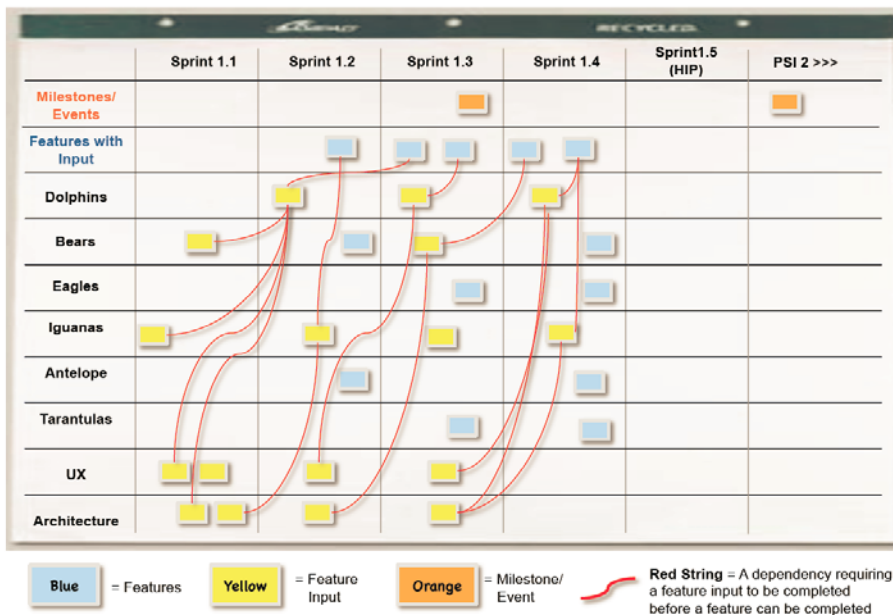 RECYCLED
Sprint 1.1
Sprint 1.2
Sprint 1.3
Sprint 1.4
Sprint1.5
(HIP)
PSI 2 >>>
Milestones/
Events
Features with
Input
Dolphins
Bears
Eagles
Iguanas
Antelope
Tarantulas
UX
Architecture
Blue
= Features
Yellow
= Feature
Input
Orange
= Milestone/
Event
Red String = A dependency requiring
a feature input to be completed
before a feature can be completed